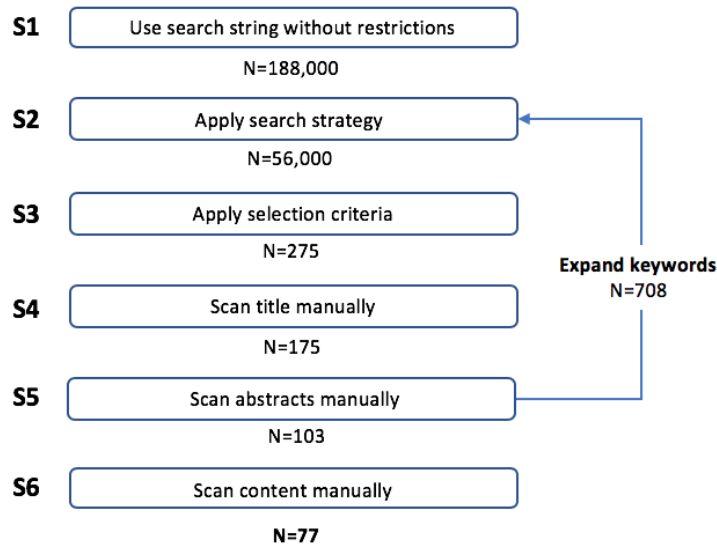 S1
Use search string without restrictions
N=188,000
S2
Apply search strategy
N=56,000
S3
Apply selection criteria
N=275
Expand keywords
N=708
S4
Scan title manually
N=175
S5
Scan abstracts manually
N=103
S6
Scan content manually
N=77